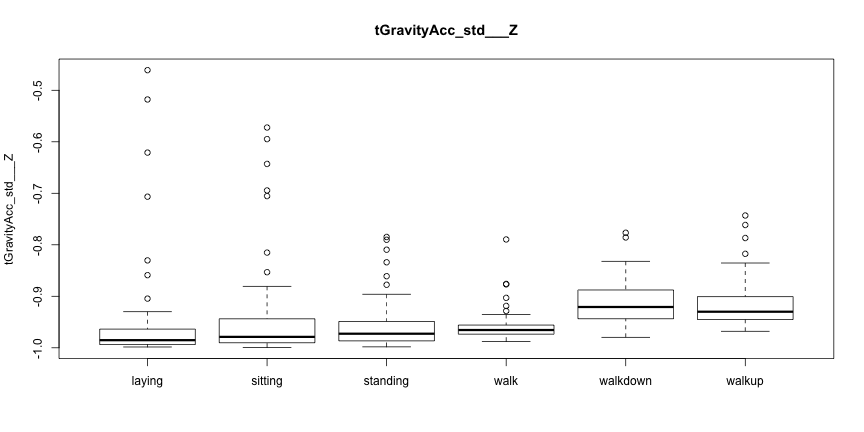 tGravityAcc_std___Z
tGravityAcc_std___Z
-0.5
-0.6
-0.7
-0.8
-0.9
-1.0
laying sitting standing walk walkdown walkup